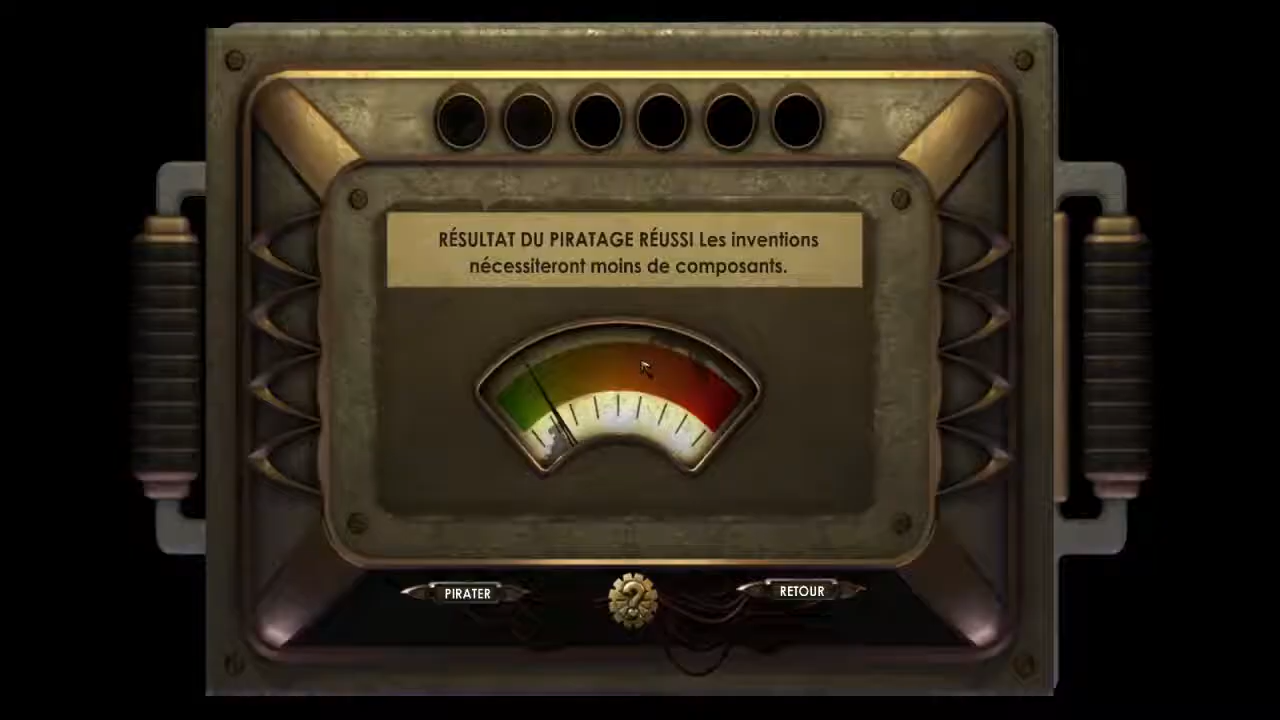 RÉSULTAT DU PIRATAGE RÉUSSI Les inventions
nécessiteront moins de composants.
PIRATER
?
RETOUR